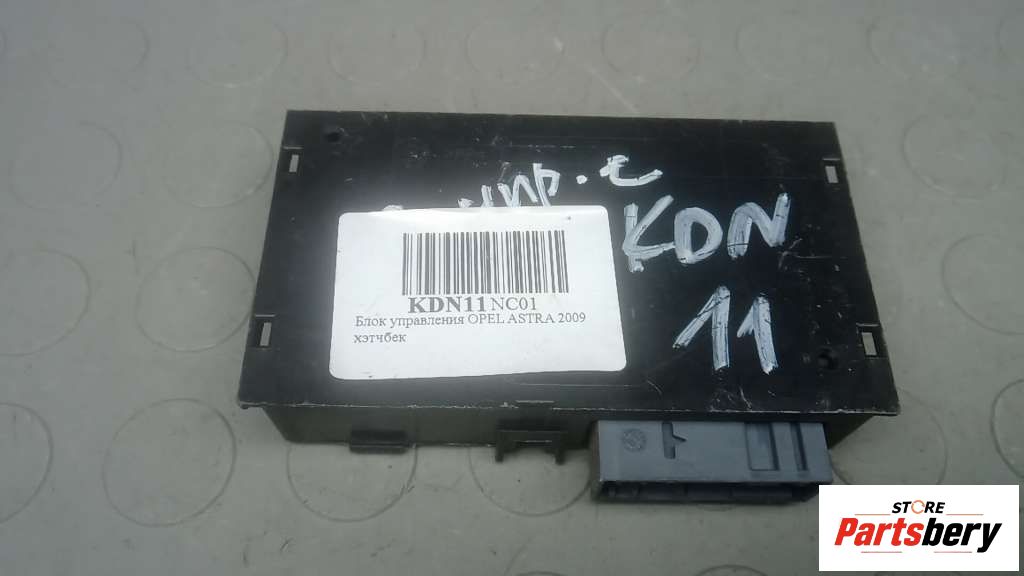 KDN
11
KDN11 NC01
Блок управления OPEL ASTRA 2009
хэтчбек
STORE
Partsbery